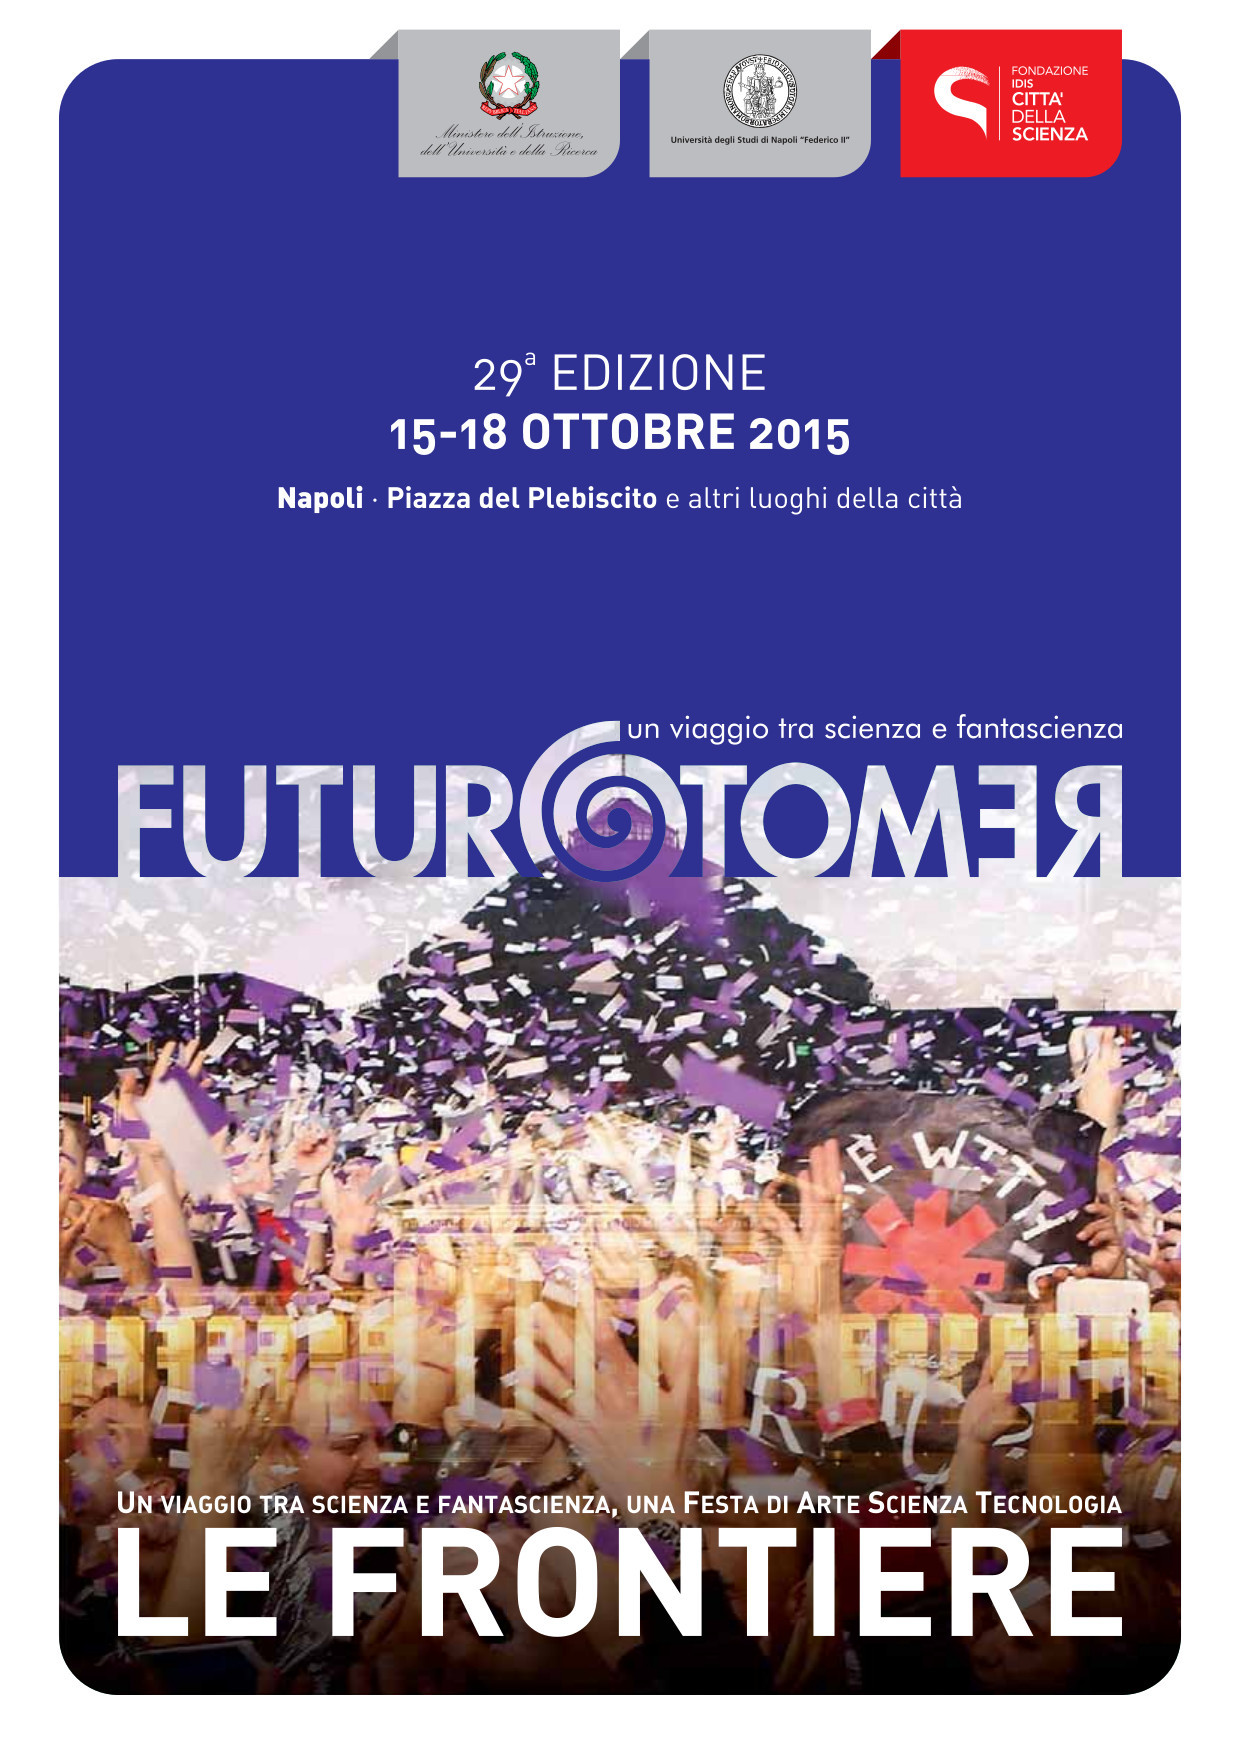 Ministero dell'Istruzione,
dell'Università e della Ricerca
Università degli Studi di Napoli "Federico II"
FONDAZIONE
IDIS
CITTA'
DELLA
SCIENZA
29ª EDIZIONE
15-18 OTTOBRE 2015
Napoli · Piazza del Plebiscito e altri luoghi della città
un viaggio tra scienza e fantascienza
FUTUROTOMER
E WITH
R
UN VIAGGIO TRA SCIENZA E FANTASCIENZA, UNA FESTA DI ARTE SCIENZA TECNOLOGIA
LE FRONTIERE